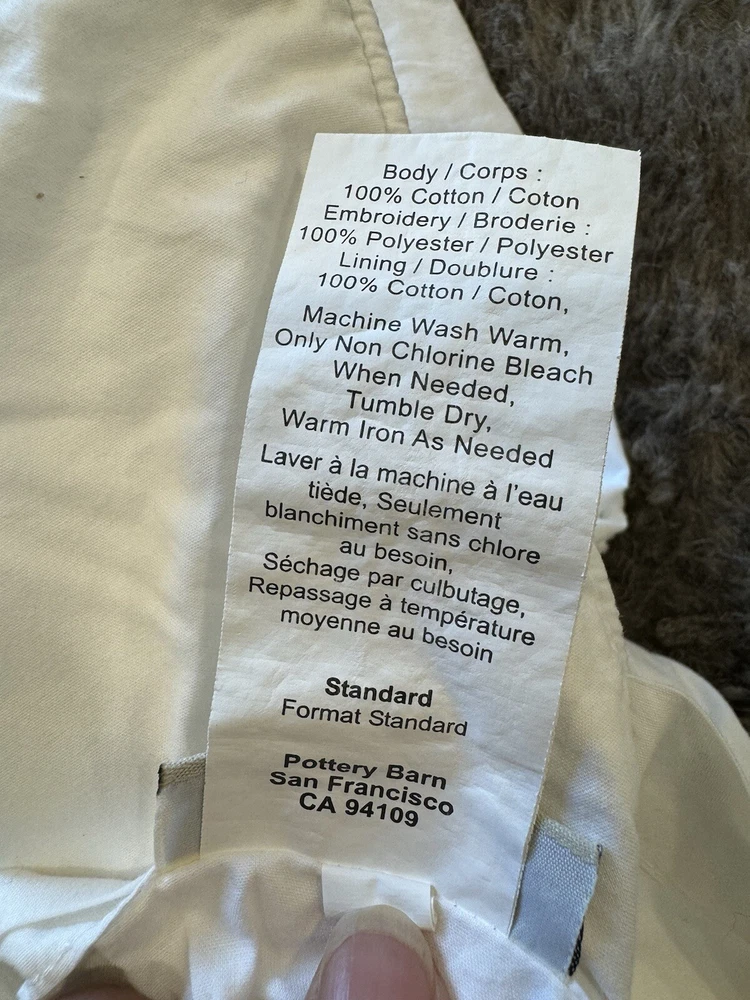 Body / Corps :
100% Cotton / Coton
Embroidery / Broderie :
100% Polyester / Polyester
Lining / Doublure :
100% Cotton / Coton,
Machine Wash Warm,
Only Non Chlorine Bleach
When Needed,
Tumble Dry,
Warm Iron As Needed
Laver à la machine à l'eau
tiède, Seulement
blanchiment sans chlore
au besoin,
Séchage par culbutage,
Repassage à température
moyenne au besoin
Standard
Format Standard
Pottery Barn
San Francisco
CA 94109